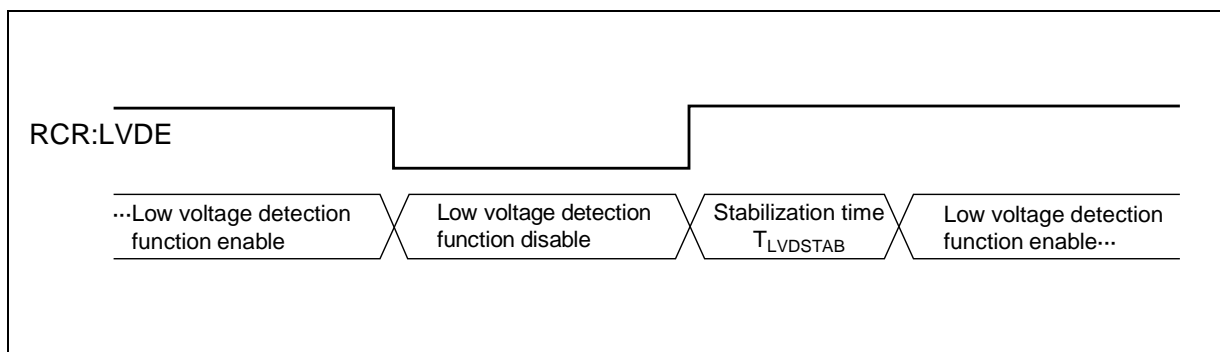 RCR:LVDE
···Low voltage detection
function enable
Low voltage detection
function disable
Stabilization time
TLVDSTAB
Low voltage detection
function enable···